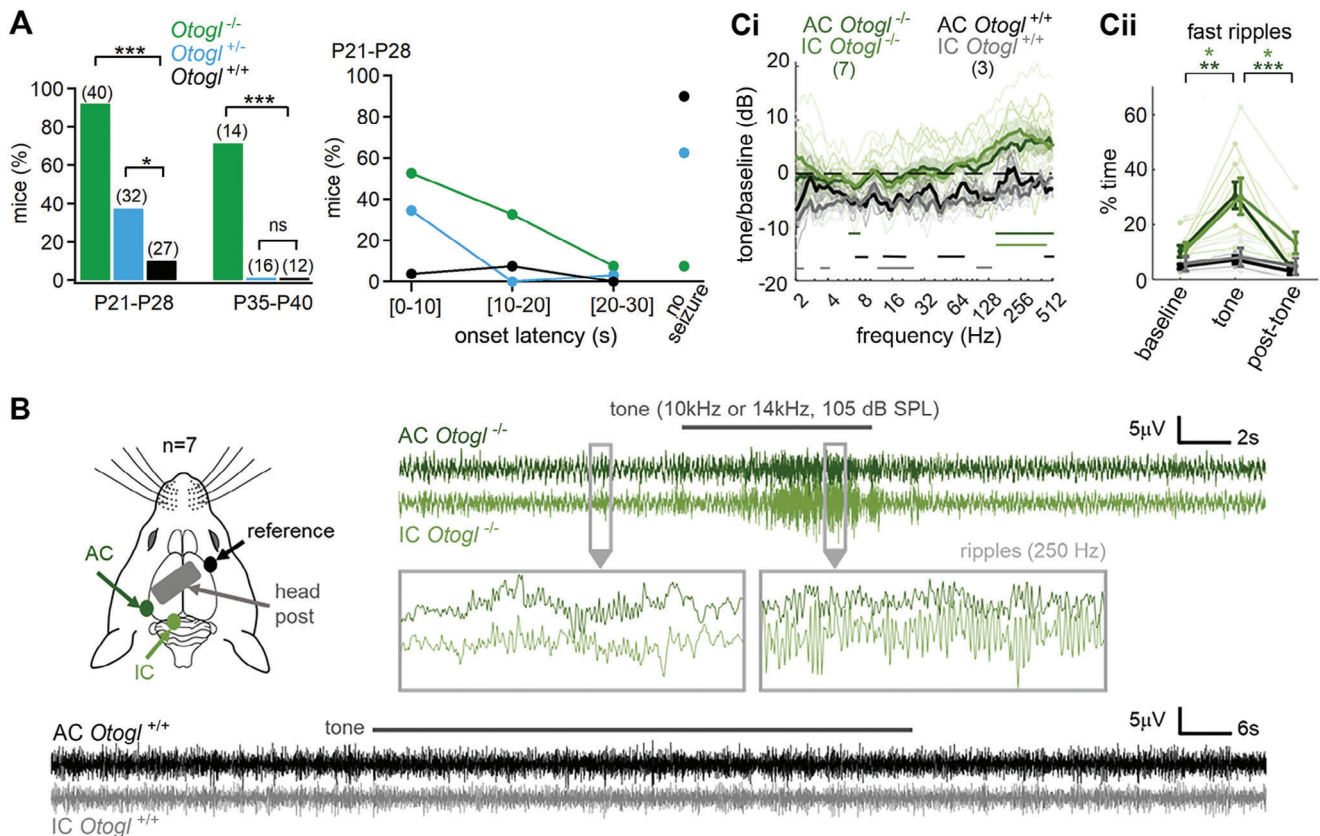 A
Otogl -/-
Otogl +/-
Otogl +/+
***
*
(40)
(32)
(27)
***
(14)
ns
(16) (12)
100
80
60
40
20
0
mice (%)
P21-P28
P35-P40
P21-P28
100
80
60
40
20
0
mice (%)
[0-10]
[10-20]
[20-30]
no seizure
onset latency (s)
Ci
AC Otogl -/-
IC Otogl -/-
(7)
AC Otogl +/+
IC Otogl +/+
(3)
20
10
0
-10
-20
tone/baseline (dB)
2
4
8
16
32
64
128
256
512
frequency (Hz)
Cii
fast ripples
*
**
*
***
60
40
20
0
% time
baseline
tone
post-tone
B
n=7
reference
AC
head
post
IC
tone (10kHz or 14kHz, 105 dB SPL)
5μV
2s
AC Otogl -/-
IC Otogl -/-
ripples (250 Hz)
AC Otogl +/+
tone
5μV
6s
IC Otogl +/+